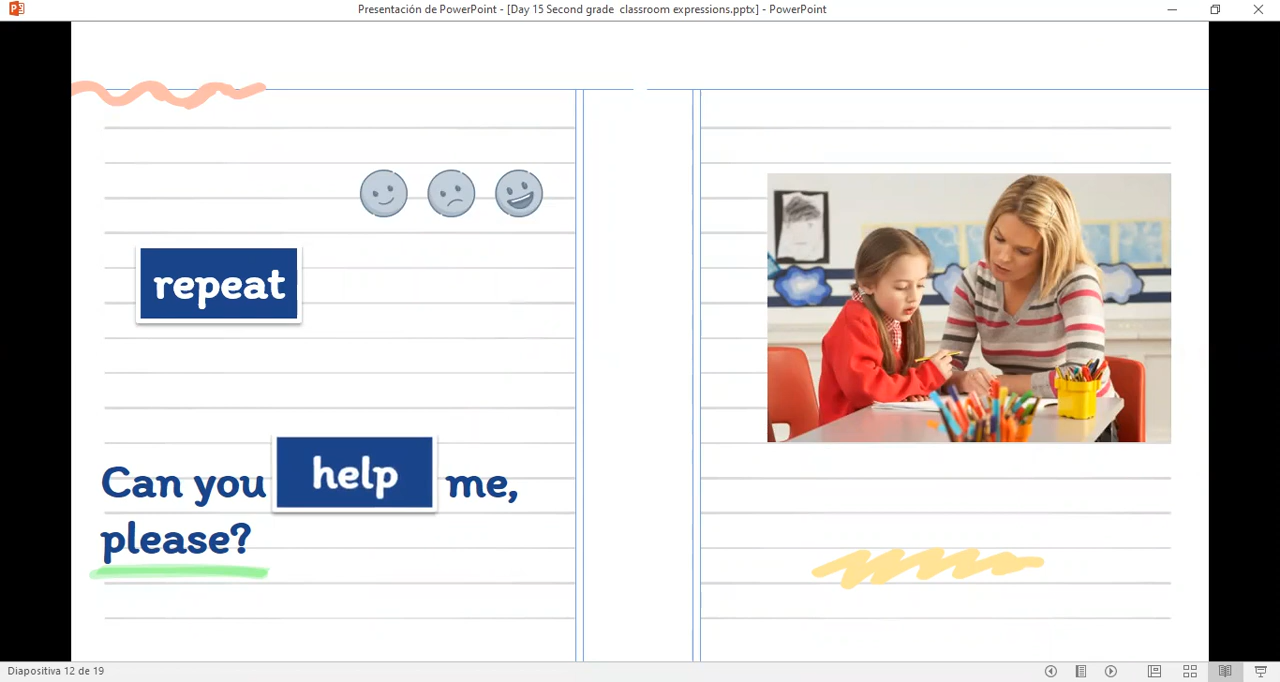 Presentación de PowerPoint - [Day 15 Second grade  classroom expressions.pptx] - PowerPoint
repeat
Can you help me,
please?
Diapositiva 12 de 19